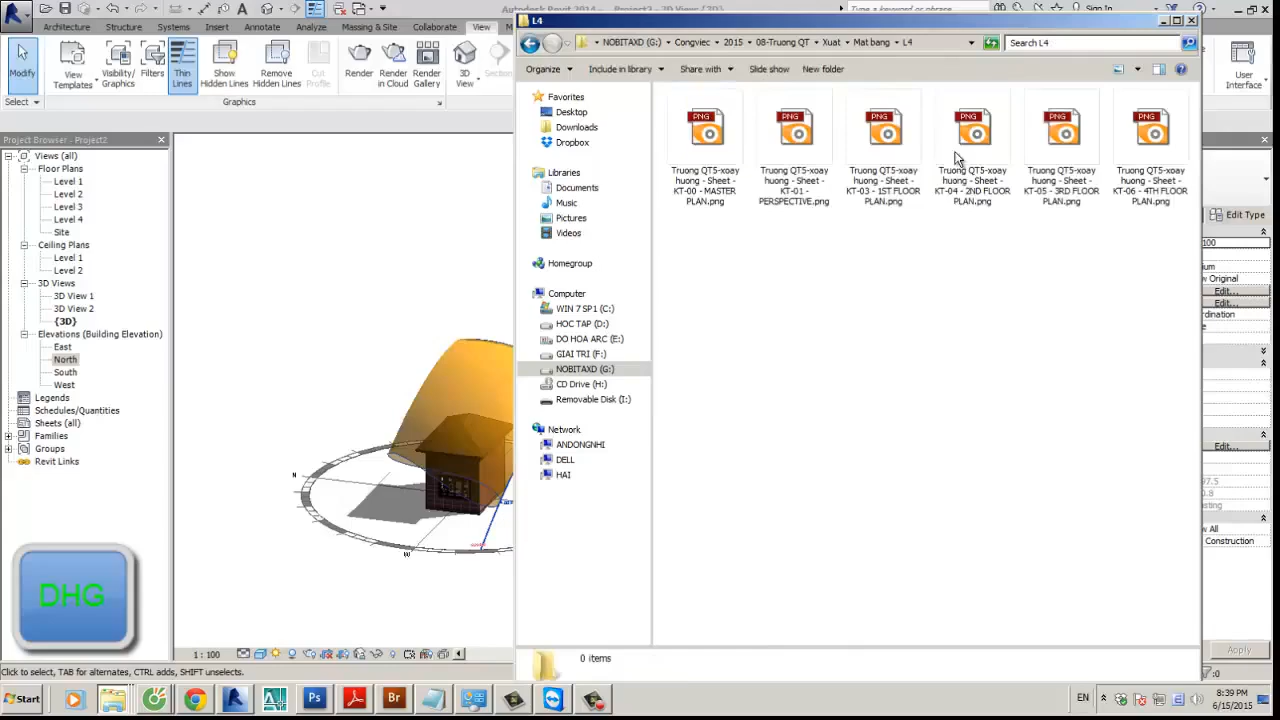 L4
Sign In
Architecture Structure Systems Insert Annotate Analyze Massing & Site Collaborate View
NOBITAXD (G:) Congviec 2015 08-Truong QT Xuat Mat bang L4
Search L4
Modify
View Templates
Visibility/ Graphics
Filters
Thin Lines
Show Hidden Lines
Remove Hidden Lines
Cut Profile
Render
Render in Cloud
Render Gallery
3D View
User Interface
Select
Graphics
Organize Include in library Share with Slide show New folder
Project Browser - Project2
Views (all)
Floor Plans
Level 1
Level 2
Level 3
Level 4
Site
Ceiling Plans
Level 1
Level 2
3D Views
3D View 1
3D View 2
{3D}
Elevations (Building Elevation)
East
North
South
West
Legends
Schedules/Quantities
Sheets (all)
Families
Groups
Revit Links
N
W
DHG
1 : 100
Click to select, TAB for alternates, CTRL adds, SHIFT unselects.
Favorites
Desktop
Downloads
Dropbox
Libraries
Documents
Music
Pictures
Videos
Homegroup
Computer
WIN 7 SP1 (C:)
HOC TAP (D:)
DO HOA ARC (E:)
GIAI TRI (F:)
NOBITAXD (G:)
CD Drive (H:)
Removable Disk (I:)
Network
ANDONGNHI
DELL
HAI
PNG
Truong QT5-xoay
huong - Sheet -
KT-00 - MASTER
PLAN.png
PNG
Truong QT5-xoay
huong - Sheet -
KT-01 -
PERSPECTIVE.png
PNG
Truong QT5-xoay
huong - Sheet -
KT-03 - 1ST FLOOR
PLAN.png
PNG
Truong QT5-xoay
huong - Sheet -
KT-04 - 2ND FLOOR
PLAN.png
PNG
Truong QT5-xoay
huong - Sheet -
KT-05 - 3RD FLOOR
PLAN.png
PNG
Truong QT5-xoay
huong - Sheet -
KT-06 - 4TH FLOOR
PLAN.png
0 items
Edit Type
100
Edit...
Edit...
Edit...
Construction
Apply
:0
Start
Ps
Br
EN
8:39 PM
6/15/2015